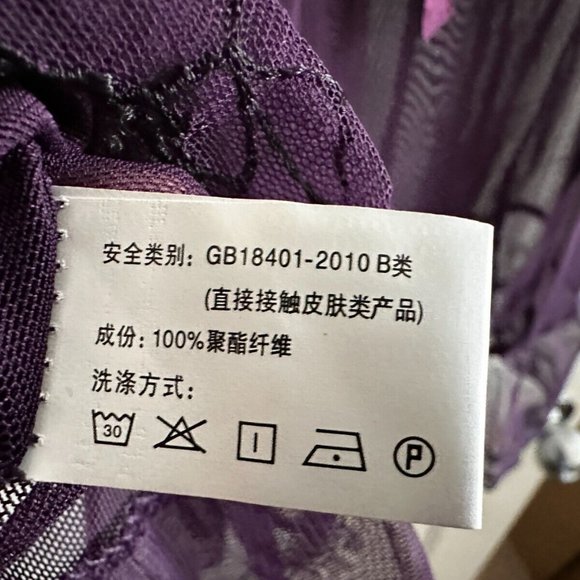 安全类别: GB18401-2010 B类
(直接接触皮肤类产品)
成份: 100%聚酯纤维
洗涤方式:
30
P